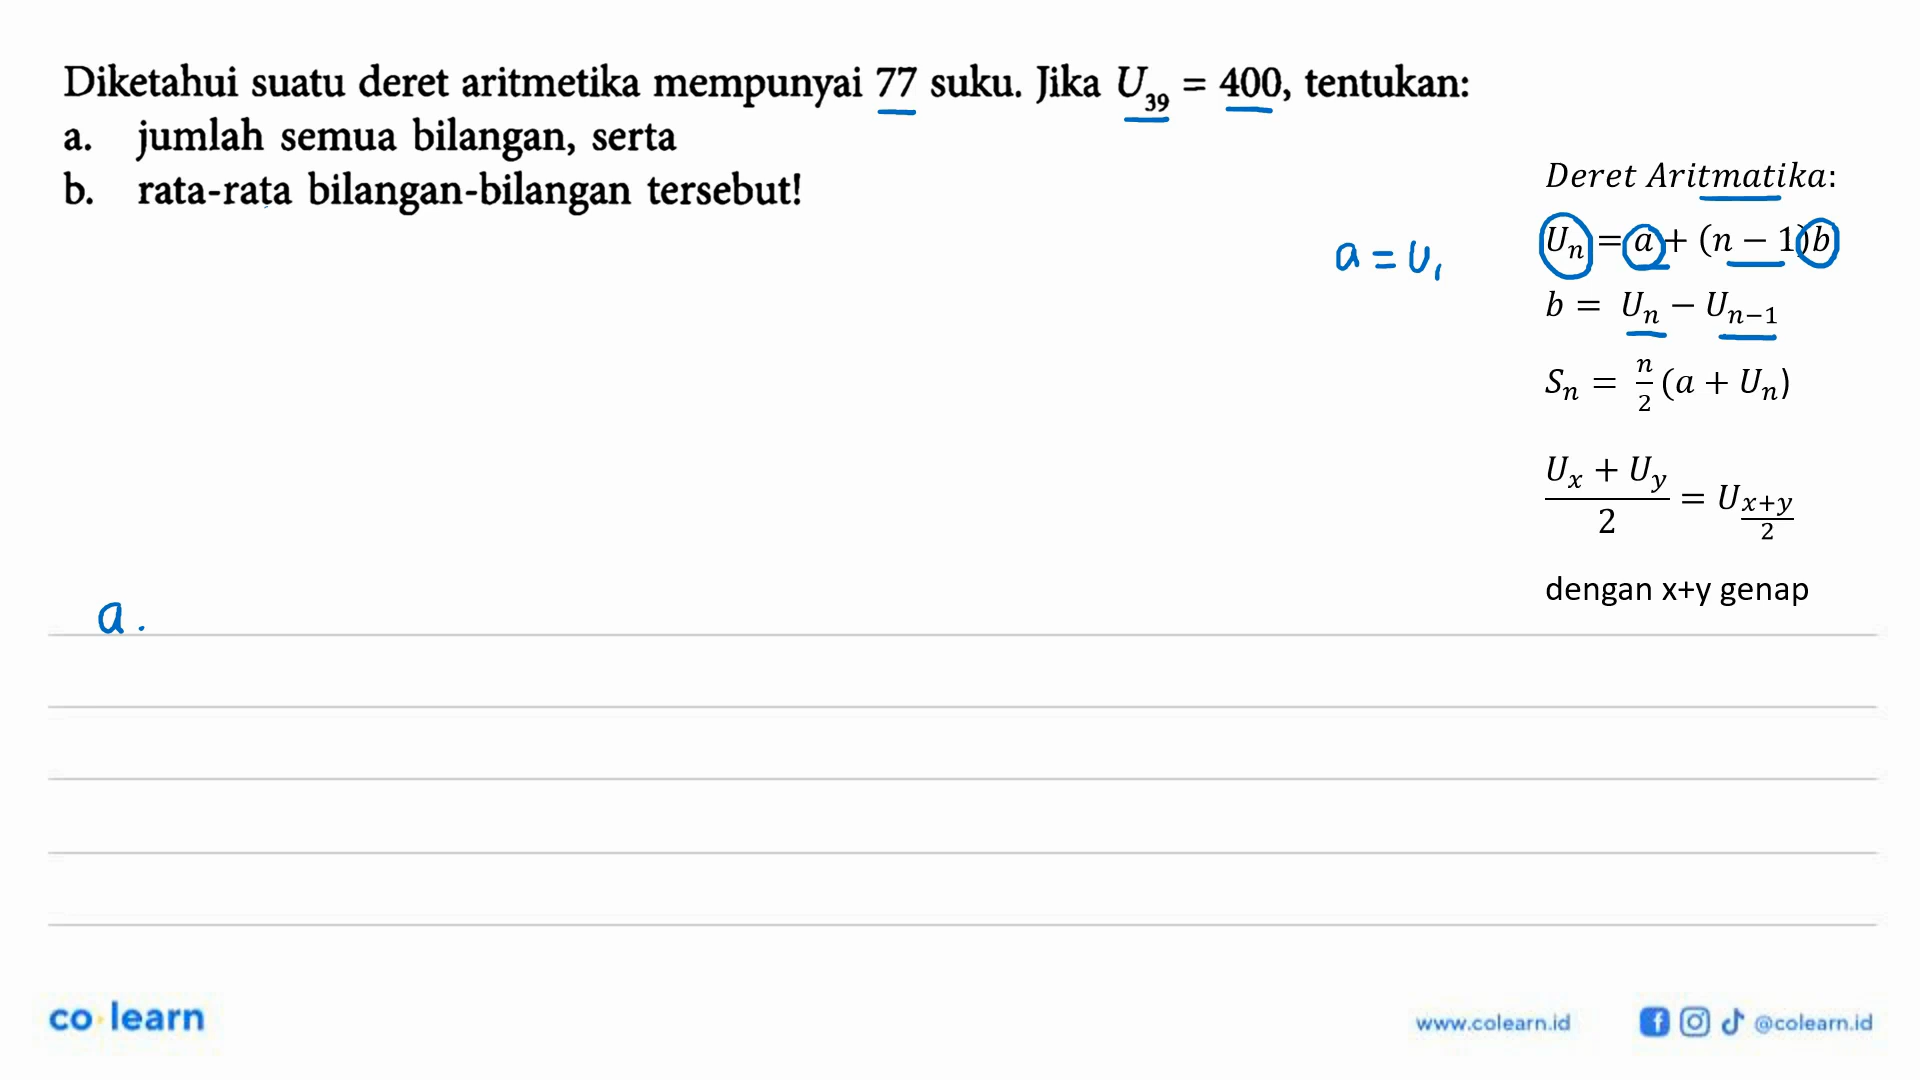 Diketahui suatu deret aritmetika mempunyai 77 suku. Jika U_39 = 400, tentukan:
a. jumlah semua bilangan, serta
b. rata-rata bilangan-bilangan tersebut!
Deret Aritmatika:
a = U_1
U_n = a + (n − 1)b
b = U_n − U_{n−1}
S_n = n/2 (a + U_n)
(U_x + U_y)/2 = U_{(x+y)/2}
dengan x+y genap
a.
co learn
www.colearn.id
@colearn.id